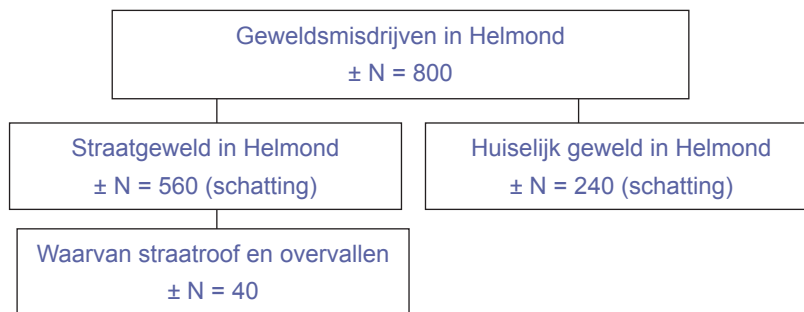 Geweldsmisdrijven in Helmond
± N = 800
Straatgeweld in Helmond
± N = 560 (schatting)
Huiselijk geweld in Helmond
± N = 240 (schatting)
Waarvan straatroof en overvallen
± N = 40